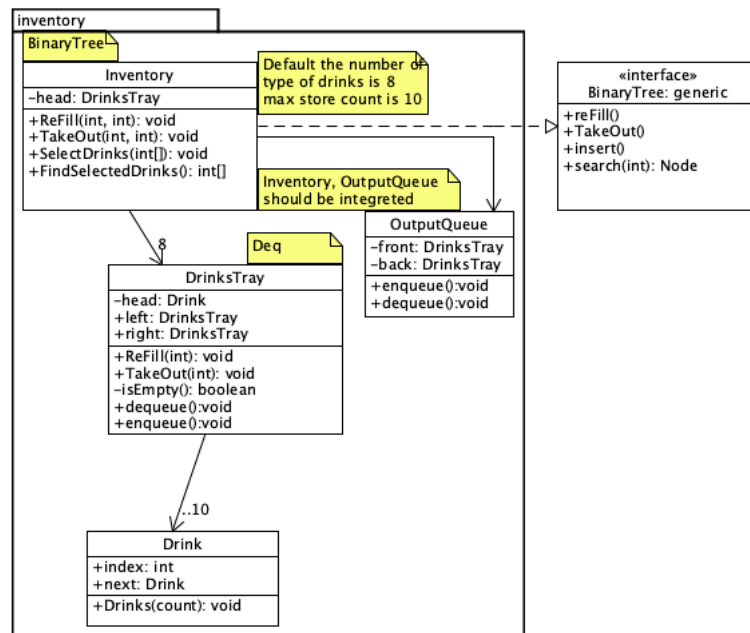 inventory
BinaryTree
Inventory
-head: DrinksTray
+ReFill(int, int): void
+TakeOut(int, int): void
+SelectDrinks(int[]): void
+FindSelectedDrinks(): int[]
Default the number of
type of drinks is 8
max store count is 10
«interface»
BinaryTree: generic
+reFill()
+TakeOut()
+insert()
+search(int): Node
Inventory, OutputQueue
should be integreted
OutputQueue
-front: DrinksTray
-back: DrinksTray
+enqueue():void
+dequeue():void
8
Deq
DrinksTray
-head: Drink
+left: DrinksTray
+right: DrinksTray
+ReFill(int): void
+TakeOut(int): void
-isEmpty(): boolean
+dequeue():void
+enqueue():void
..10
Drink
+index: int
+next: Drink
+Drinks(count): void